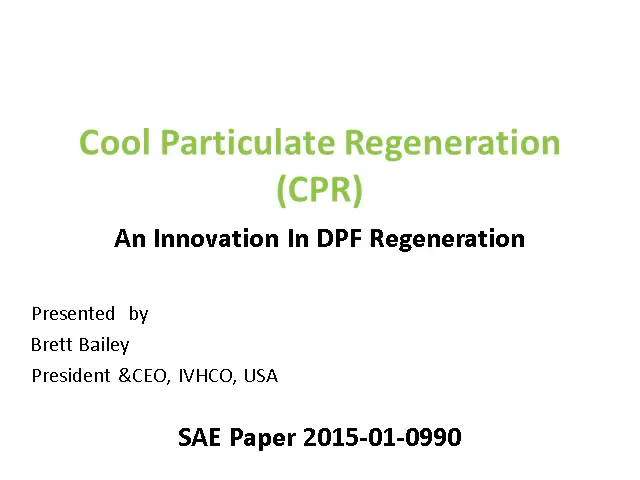 Cool Particulate Regeneration
(CPR)
An Innovation In DPF Regeneration
Presented by
Brett Bailey
President &CEO, IVHCO, USA
SAE Paper 2015-01-0990